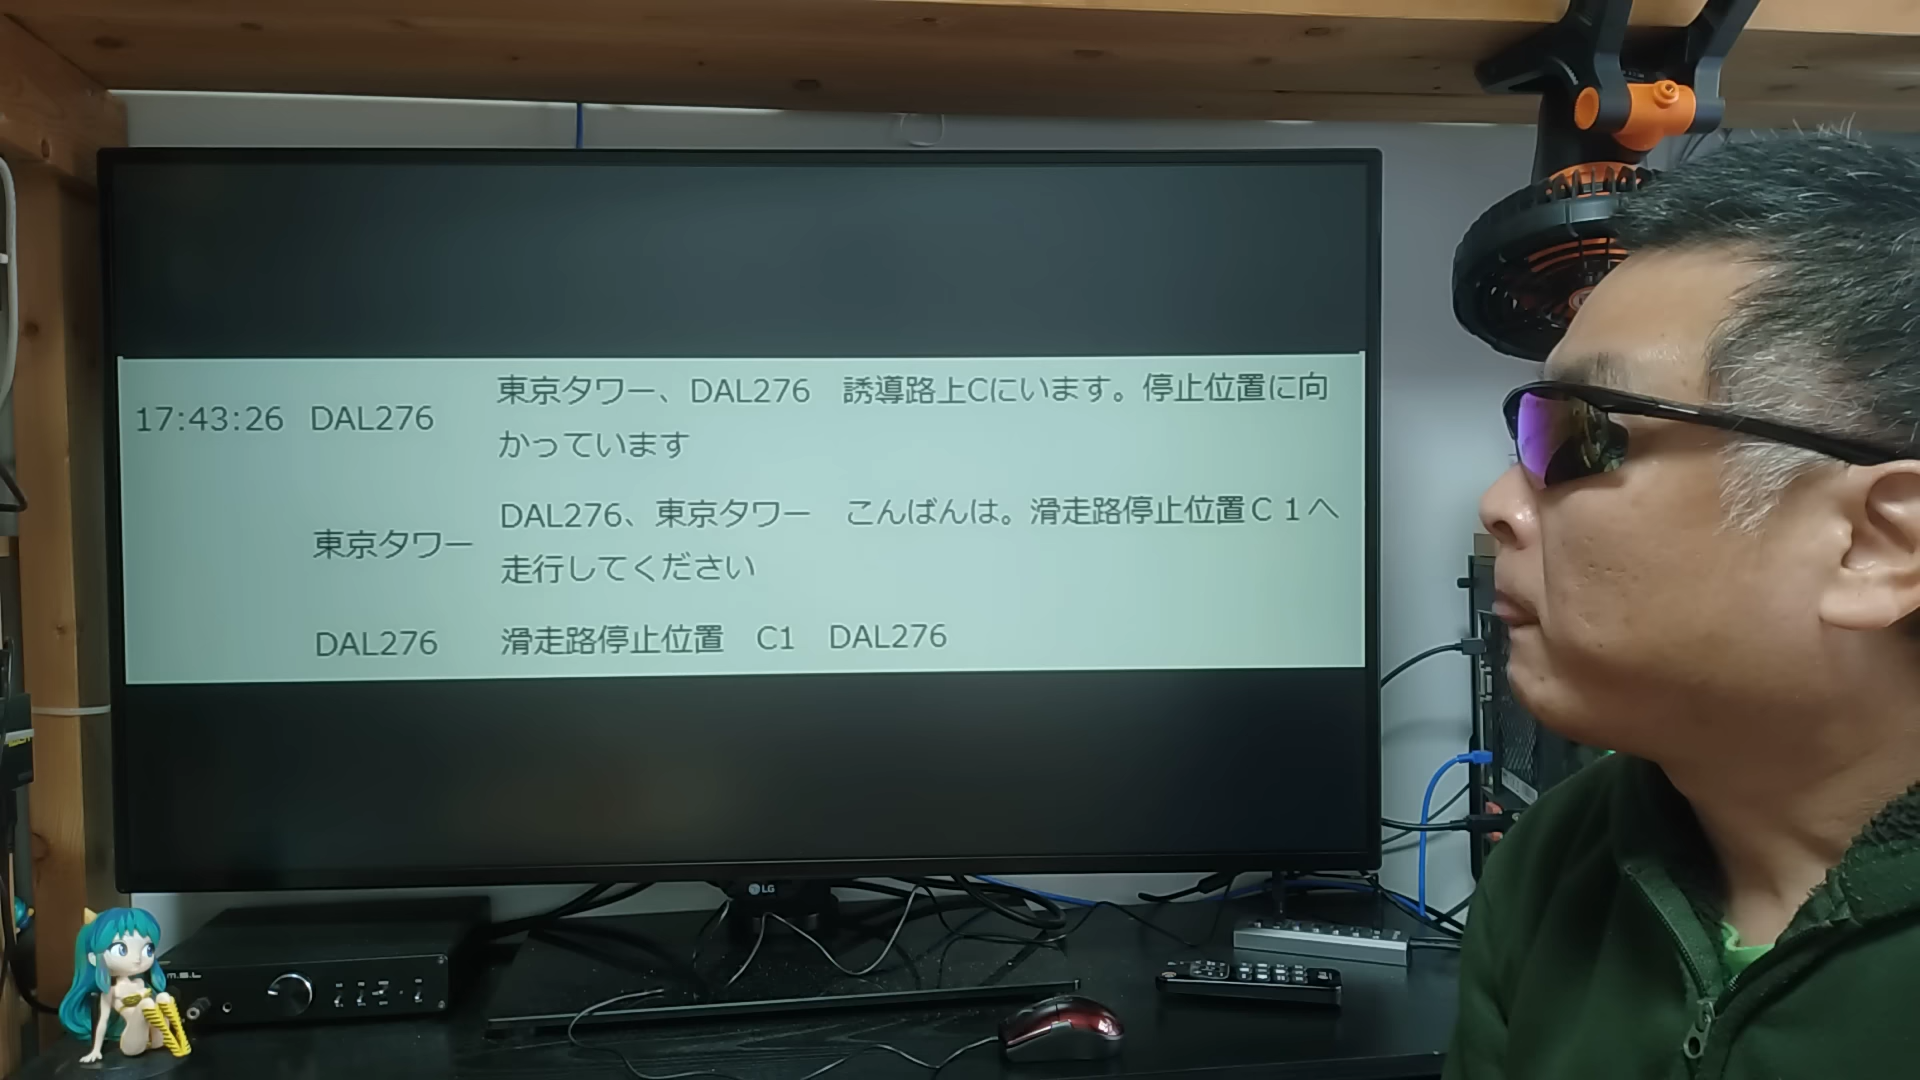 17:43:26 DAL276 東京タワー、DAL276 誘導路上Cにいます。停止位置に向
かっています
東京タワー DAL276、東京タワー こんばんは。滑走路停止位置C1へ
走行してください
DAL276 滑走路停止位置 C1 DAL276
LG
M.S.L